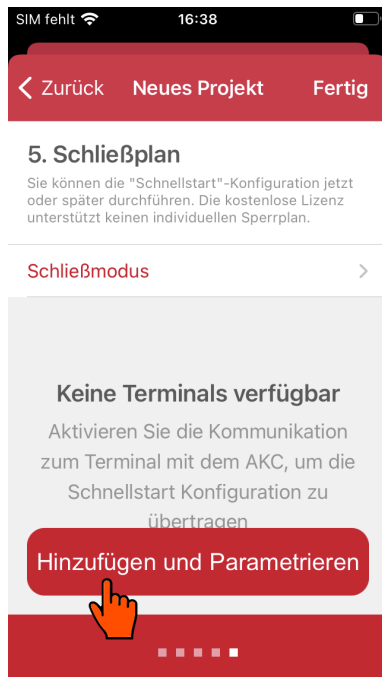 SIM fehlt 16:38
Zurück Neues Projekt Fertig
5. Schließplan
Sie können die "Schnellstart"-Konfiguration jetzt
oder später durchführen. Die kostenlose Lizenz
unterstützt keinen individuellen Sperrplan.
Schließmodus
Keine Terminals verfügbar
Aktivieren Sie die Kommunikation
zum Terminal mit dem AKC, um die
Schnellstart Konfiguration zu
übertragen
Hinzufügen und Parametrieren